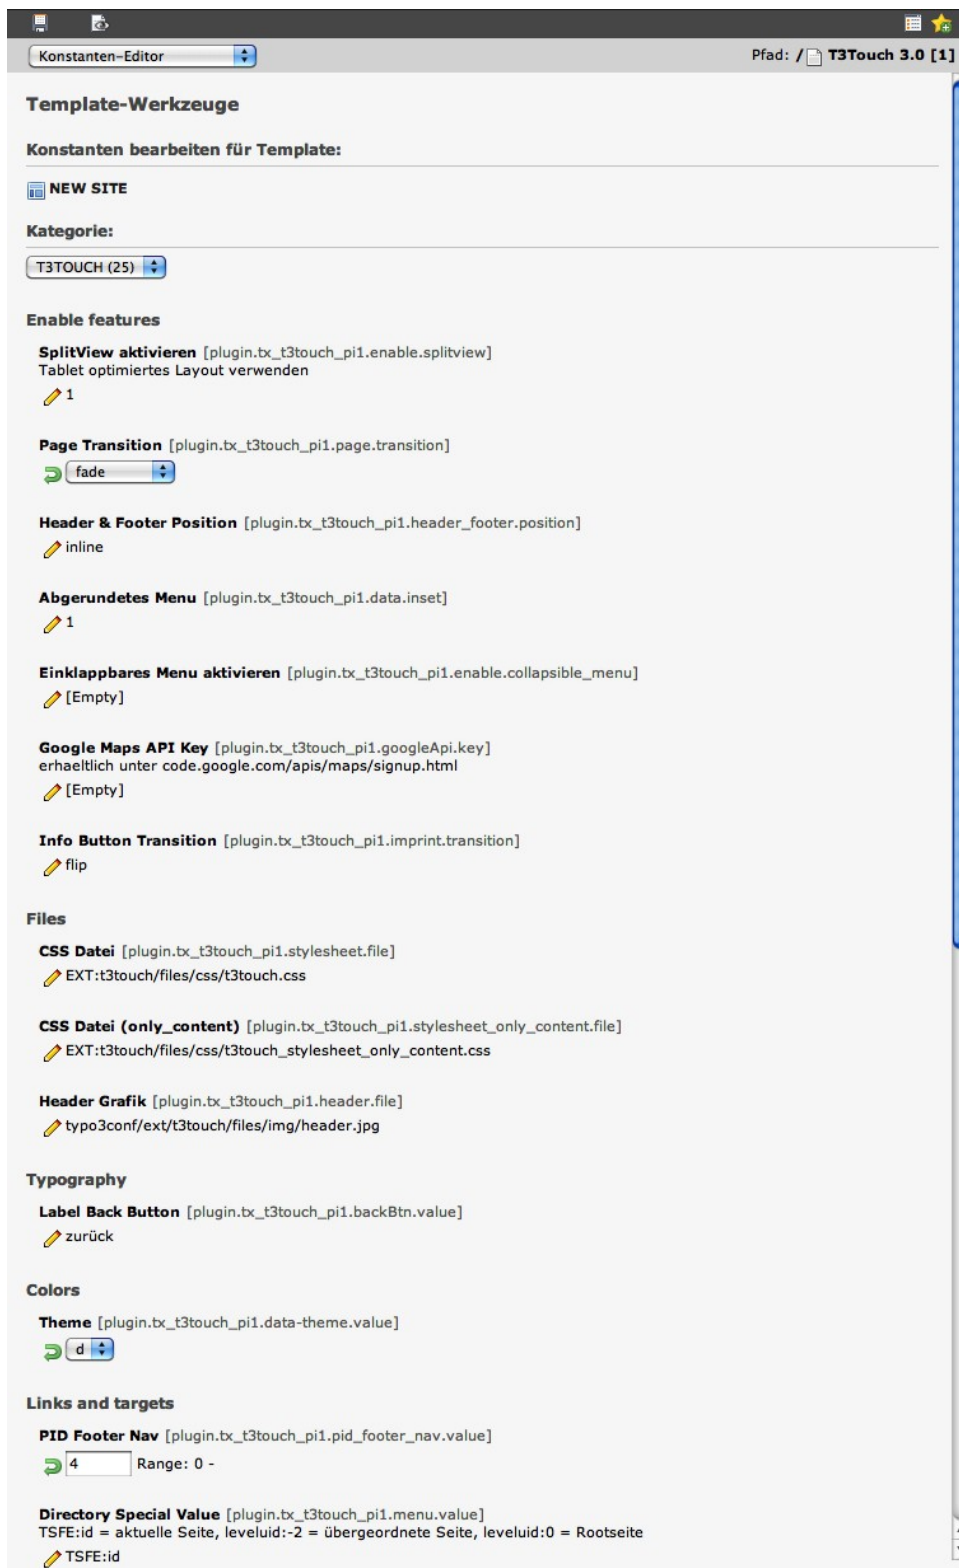 Konstanten-Editor
Pfad: / T3Touch 3.0 [1]
Template-Werkzeuge
Konstanten bearbeiten für Template:
NEW SITE
Kategorie:
T3TOUCH (25)
Enable features
SplitView aktivieren [plugin.tx_t3touch_pi1.enable.splitview]
Tablet optimiertes Layout verwenden
1
Page Transition [plugin.tx_t3touch_pi1.page.transition]
fade
Header & Footer Position [plugin.tx_t3touch_pi1.header_footer.position]
inline
Abgerundetes Menu [plugin.tx_t3touch_pi1.data.inset]
1
Einklappbares Menu aktivieren [plugin.tx_t3touch_pi1.enable.collapsible_menu]
[Empty]
Google Maps API Key [plugin.tx_t3touch_pi1.googleApi.key]
erhaeltlich unter code.google.com/apis/maps/signup.html
[Empty]
Info Button Transition [plugin.tx_t3touch_pi1.imprint.transition]
flip
Files
CSS Datei [plugin.tx_t3touch_pi1.stylesheet.file]
EXT:t3touch/files/css/t3touch.css
CSS Datei (only_content) [plugin.tx_t3touch_pi1.stylesheet_only_content.file]
EXT:t3touch/files/css/t3touch_stylesheet_only_content.css
Header Grafik [plugin.tx_t3touch_pi1.header.file]
typo3conf/ext/t3touch/files/img/header.jpg
Typography
Label Back Button [plugin.tx_t3touch_pi1.backBtn.value]
zurück
Colors
Theme [plugin.tx_t3touch_pi1.data-theme.value]
d
Links and targets
PID Footer Nav [plugin.tx_t3touch_pi1.pid_footer_nav.value]
4 Range: 0 -
Directory Special Value [plugin.tx_t3touch_pi1.menu.value]
TSFE:id = aktuelle Seite, leveluid:-2 = übergeordnete Seite, leveluid:0 = Rootseite
TSFE:id